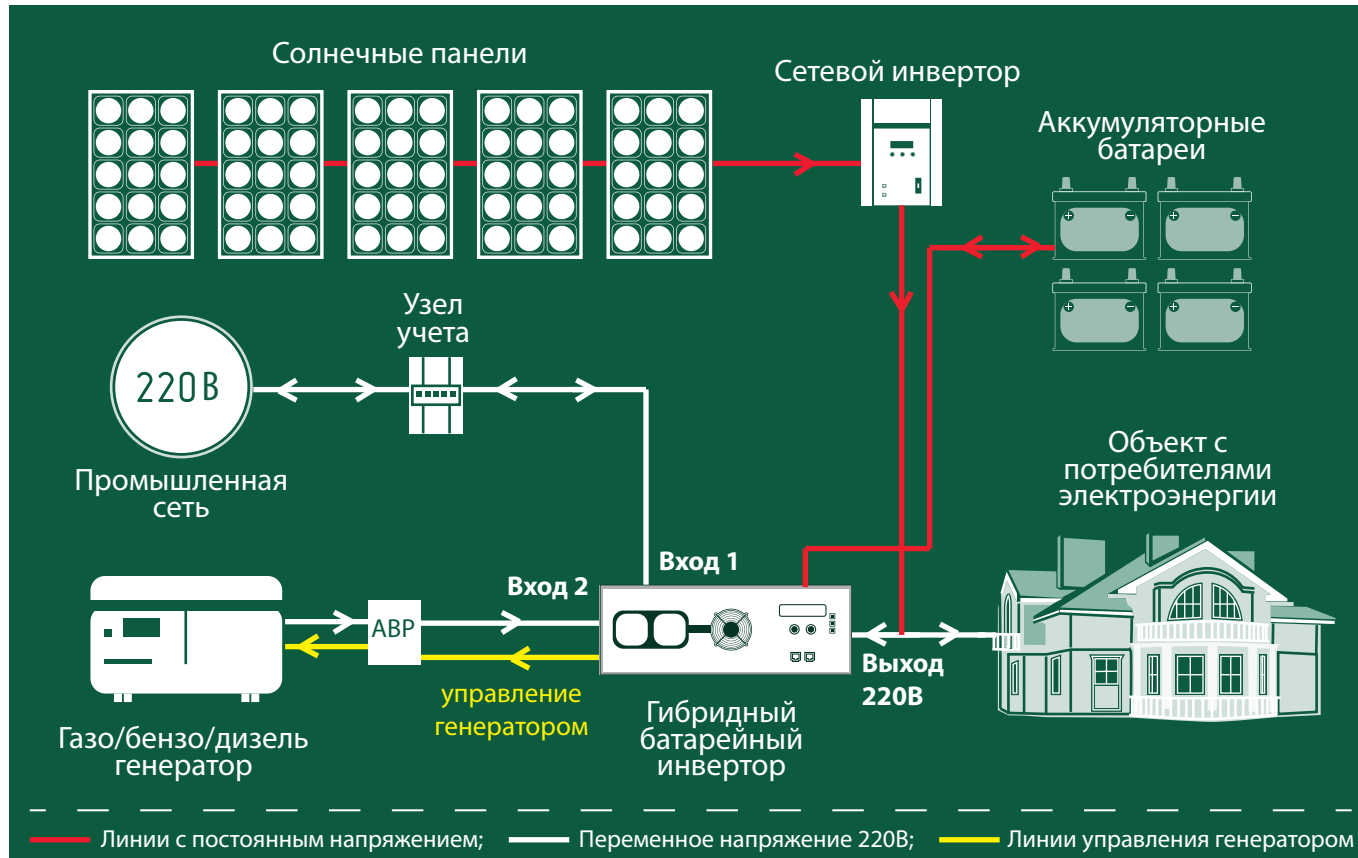 Солнечные панели
Сетевой инвертор
Аккумуляторные
батареи
Узел
учета
220В
Промышленная
сеть
Объект с
потребителями
электроэнергии
Вход 1
Вход 2
АВР
Выход
220В
управление
генератором
Газо/бензо/дизель
генератор
Гибридный
батарейный
инвертор
Линии с постоянным напряжением;
Переменное напряжение 220В;
Линии управления генератором